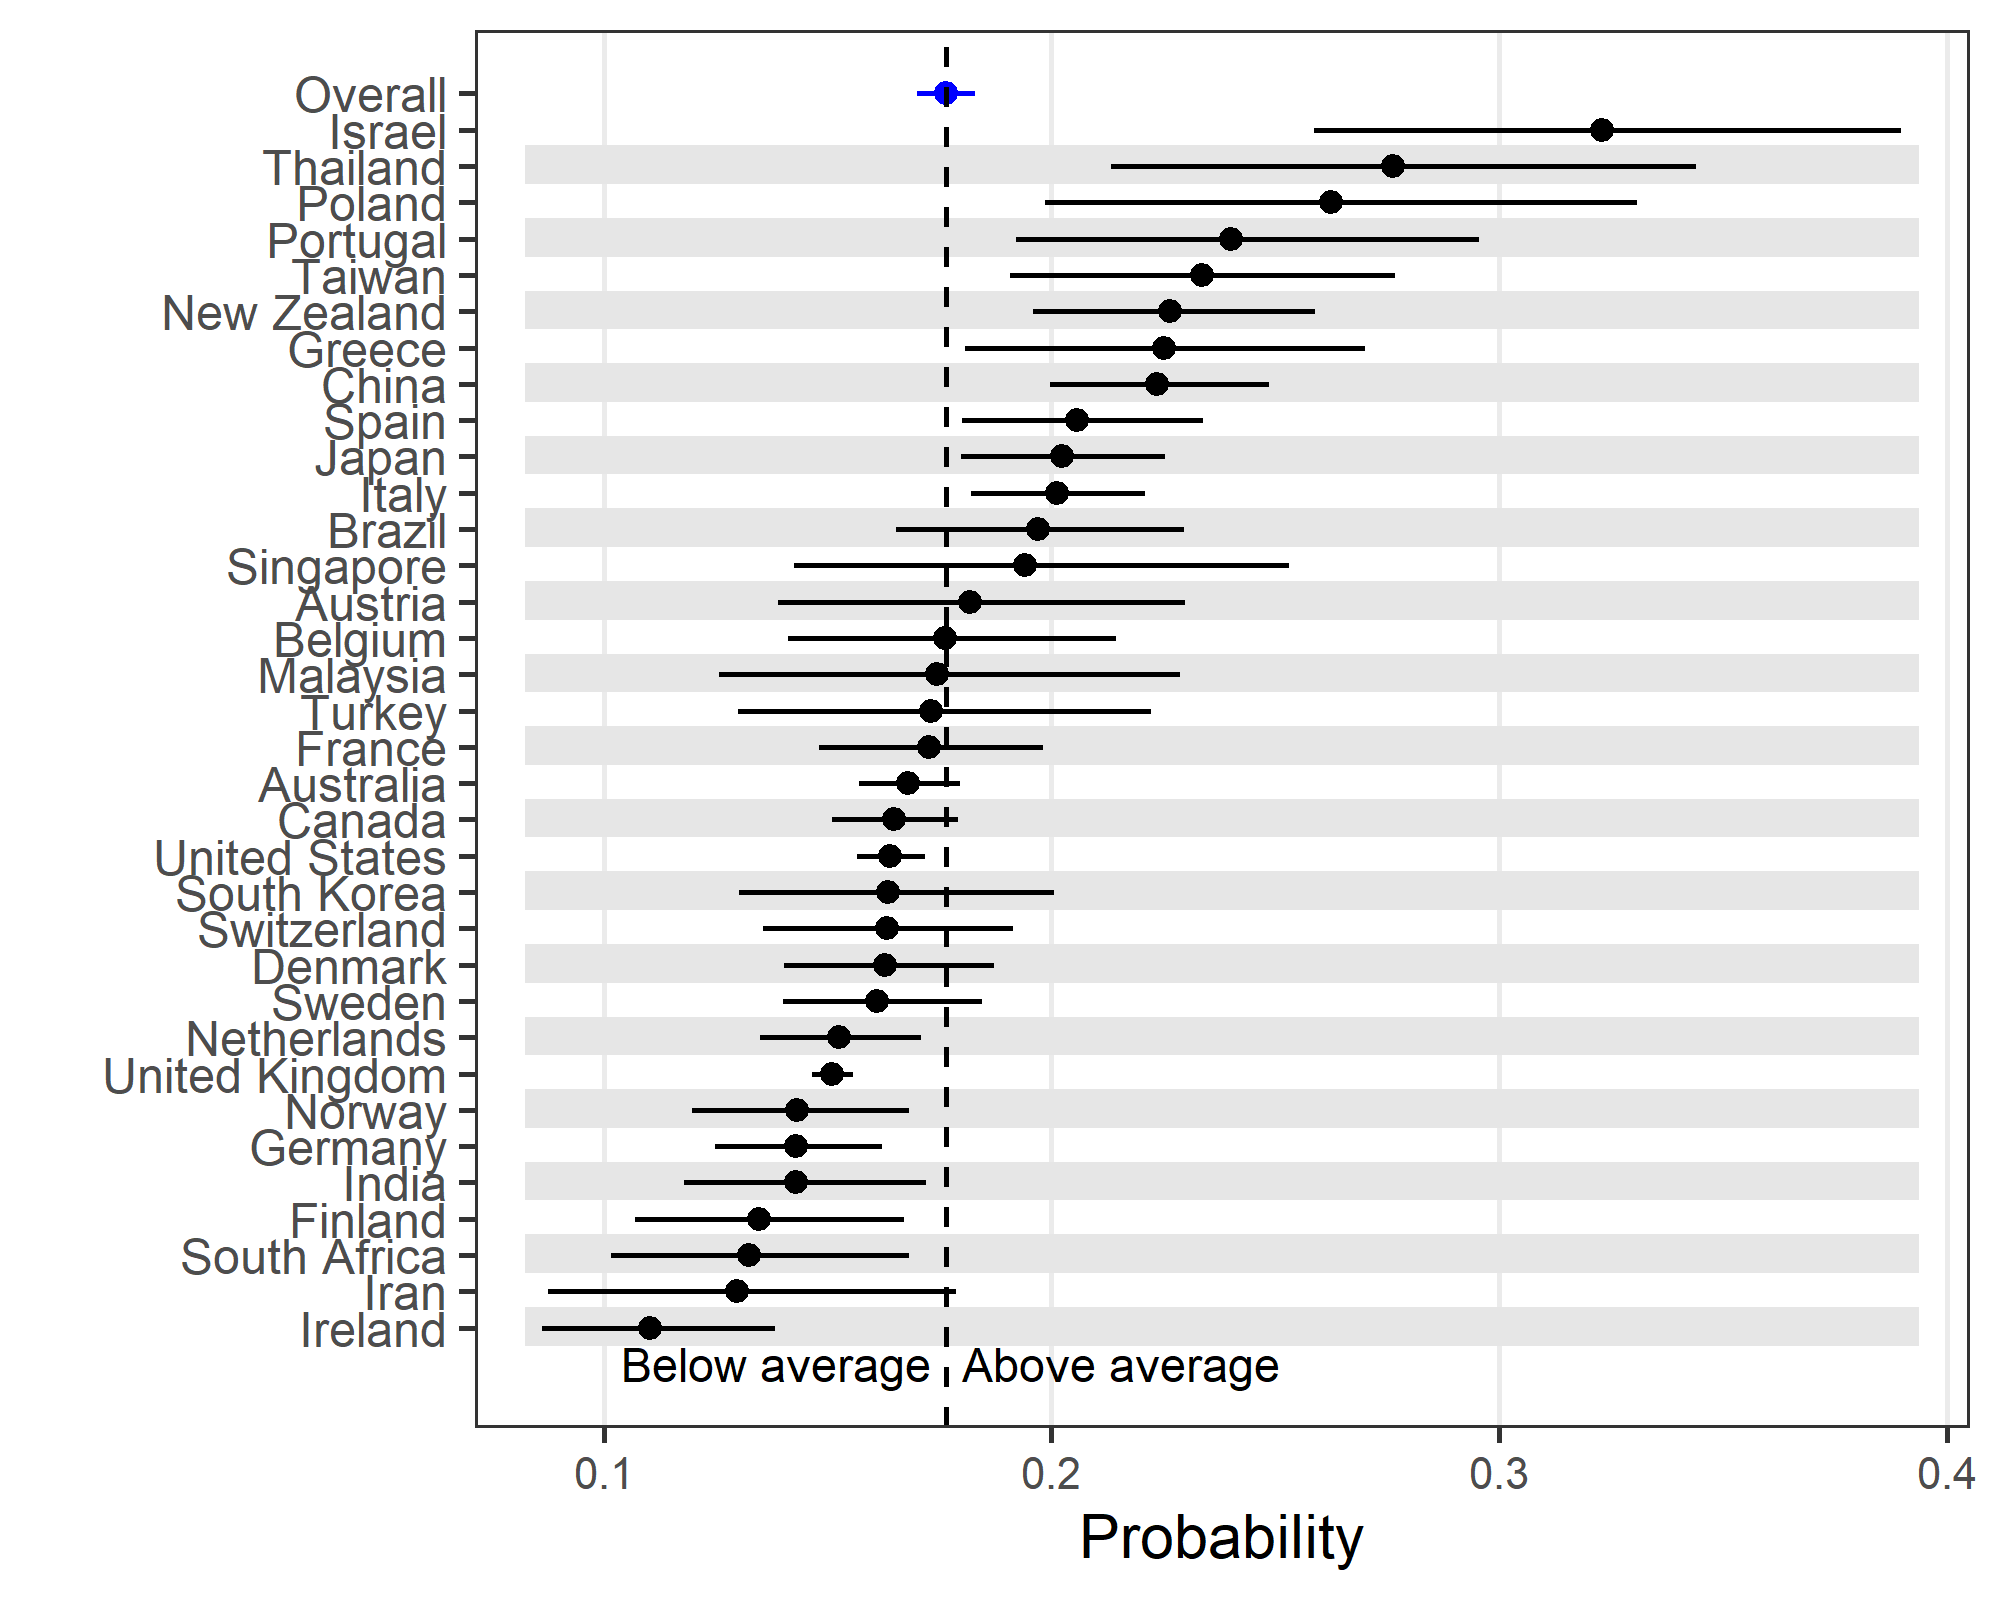 Overall
Israel
Thailand
Poland
Portugal
Taiwan
New Zealand
Greece
China
Spain
Japan
Italy
Brazil
Singapore
Austria
Belgium
Malaysia
Turkey
France
Australia
Canada
United States
South Korea
Switzerland
Denmark
Sweden
Netherlands
United Kingdom
Norway
Germany
India
Finland
South Africa
Iran
Ireland
Below average Above average
0.1 0.2 0.3 0.4
Probability